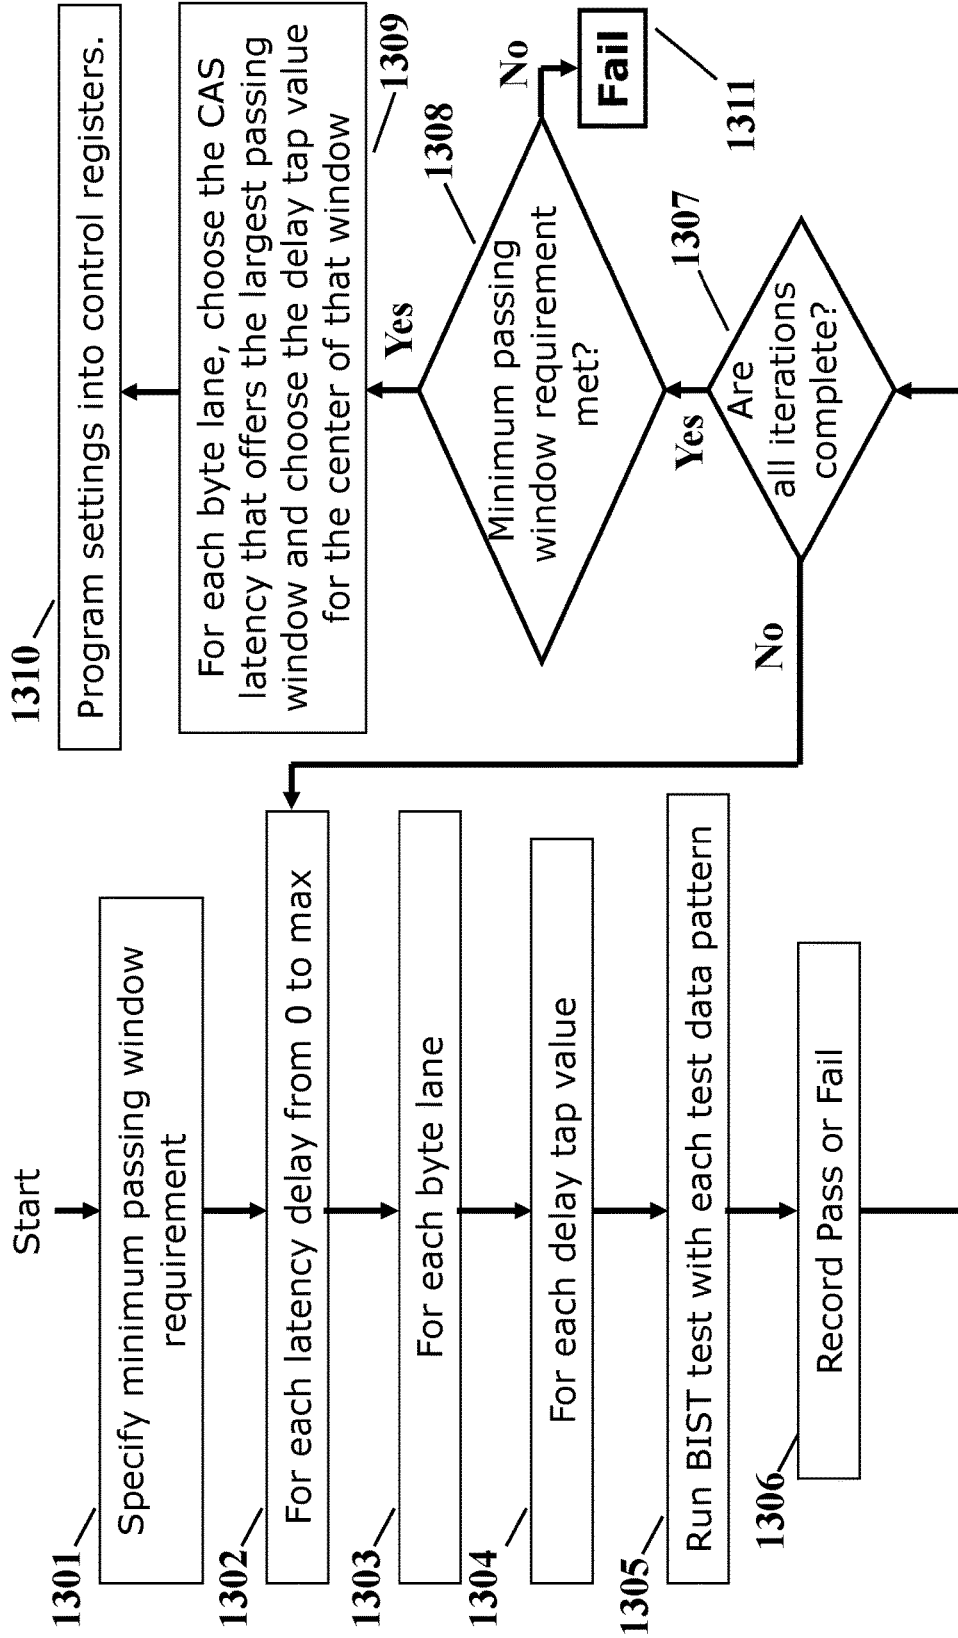 Start
1301
Specify minimum passing window
requirement
1302
For each latency delay from 0 to max
1303
For each byte lane
1304
For each delay tap value
1305
Run BIST test with each test data pattern
1306
Record Pass or Fail
1307
Are
all iterations
complete?
No
Yes
1308
Minimum passing
window requirement
met?
No
Fail
1311
Yes
1309
For each byte lane, choose the CAS
latency that offers the largest passing
window and choose the delay tap value
for the center of that window
1310
Program settings into control registers.